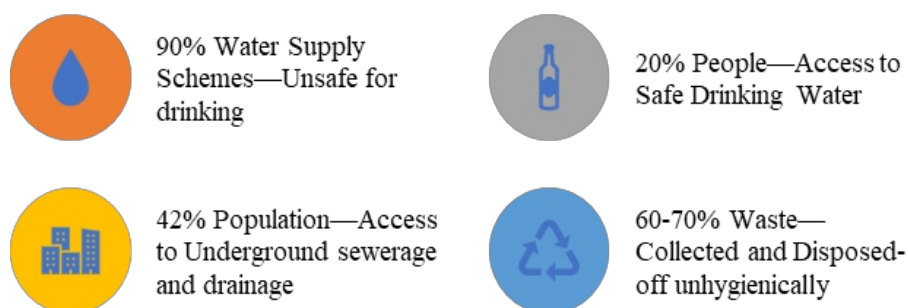 90% Water Supply
Schemes—Unsafe for
drinking
20% People—Access to
Safe Drinking Water
42% Population—Access
to Underground sewerage
and drainage
60-70% Waste—
Collected and Disposed-
off unhygienically